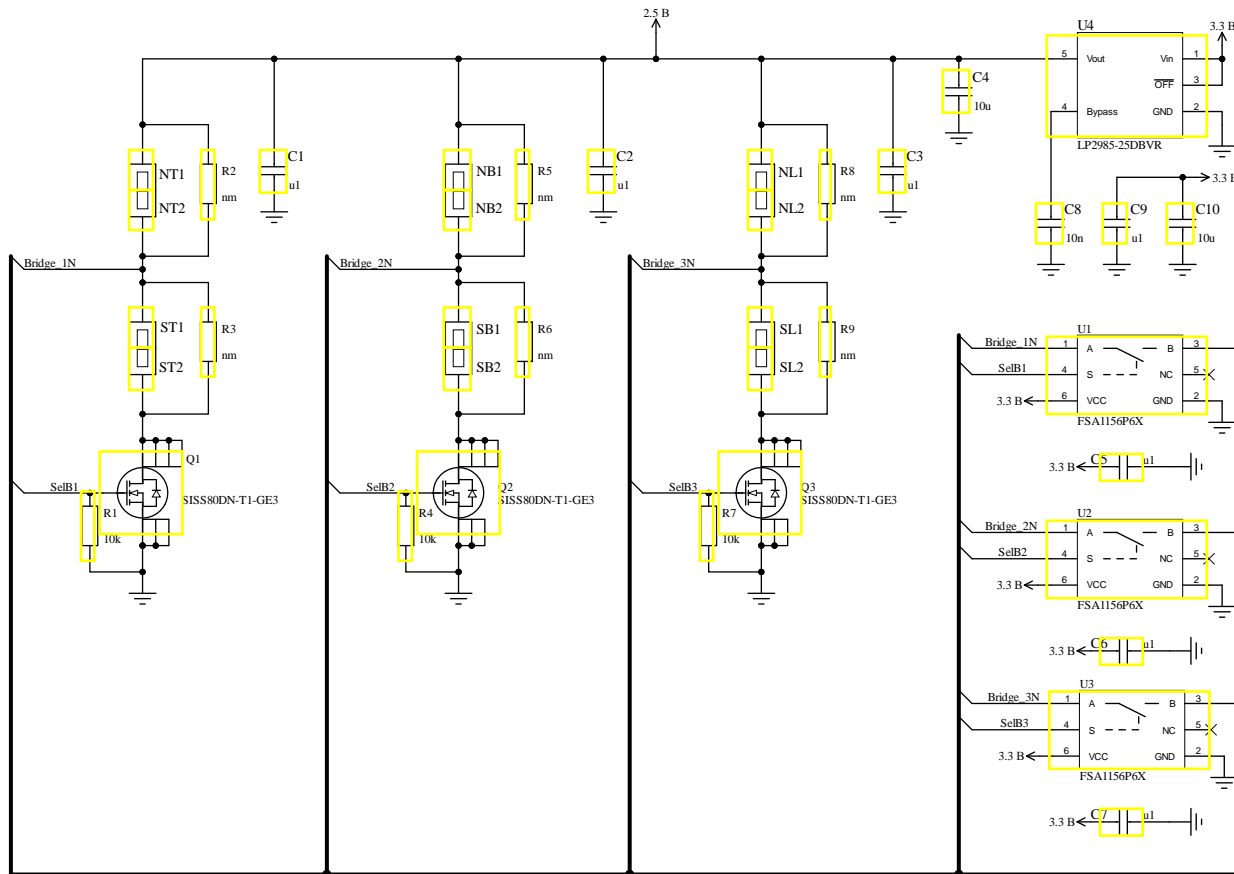 2.5 В
U4
3.3 В
5 Vout Vin 1
OFF 3
4 Bypass GND 2
LP2985-25DBVR
C4
10u
NT1
NT2
R2
nm
C1
u1
NB1
NB2
R5
nm
C2
u1
NL1
NL2
R8
nm
C3
u1
3.3 В
C8
10n
C9
u1
C10
10u
Bridge_1N
Bridge_2N
Bridge_3N
ST1
ST2
R3
nm
SB1
SB2
R6
nm
SL1
SL2
R9
nm
Q1
SISS80DN-T1-GE3
SelB1
R1
10k
Q2
SISS80DN-T1-GE3
SelB2
R4
10k
Q3
SISS80DN-T1-GE3
SelB3
R7
10k
U1
Bridge_1N 1 A B 3
SelB1 4 S NC 5
3.3 В 6 VCC GND 2
FSA1156P6X
C5
3.3 В u1
U2
Bridge_2N 1 A B 3
SelB2 4 S NC 5
3.3 В 6 VCC GND 2
FSA1156P6X
C6
3.3 В u1
U3
Bridge_3N 1 A B 3
SelB3 4 S NC 5
3.3 В 6 VCC GND 2
FSA1156P6X
C7
3.3 В u1